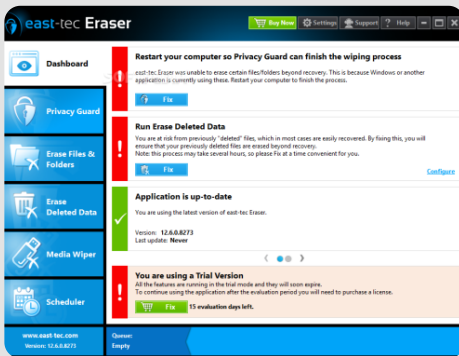 east-tec Eraser
Buy Now Settings Support ? Help
Dashboard
Privacy Guard
Erase Files &
Folders
Erase
Deleted Data
Media Wiper
Scheduler
www.east-tec.com
Version: 12.6.0.8273
Restart your computer so Privacy Guard can finish the wiping process
east-tec Eraser was unable to erase certain files/folders beyond recovery. This is because Windows or another
application is currently using these. Restart your computer to finish the process.
Fix
Run Erase Deleted Data
You are at risk from previously "deleted" files, which in most cases are easily recovered. By fixing this, you will
ensure that your previously deleted files are erased beyond recovery.
Note: this process may take several hours, so please Fix at a time convenient for you.
Fix
Configure
Application is up-to-date
You are using the latest version of east-tec Eraser.
Version: 12.6.0.8273
Last update: Never
You are using a Trial Version
All the features are running in the trial mode and they will soon expire.
To continue using the application after the evaluation period you will need to purchase a license.
Fix 15 evaluation days left.
Queue:
Empty